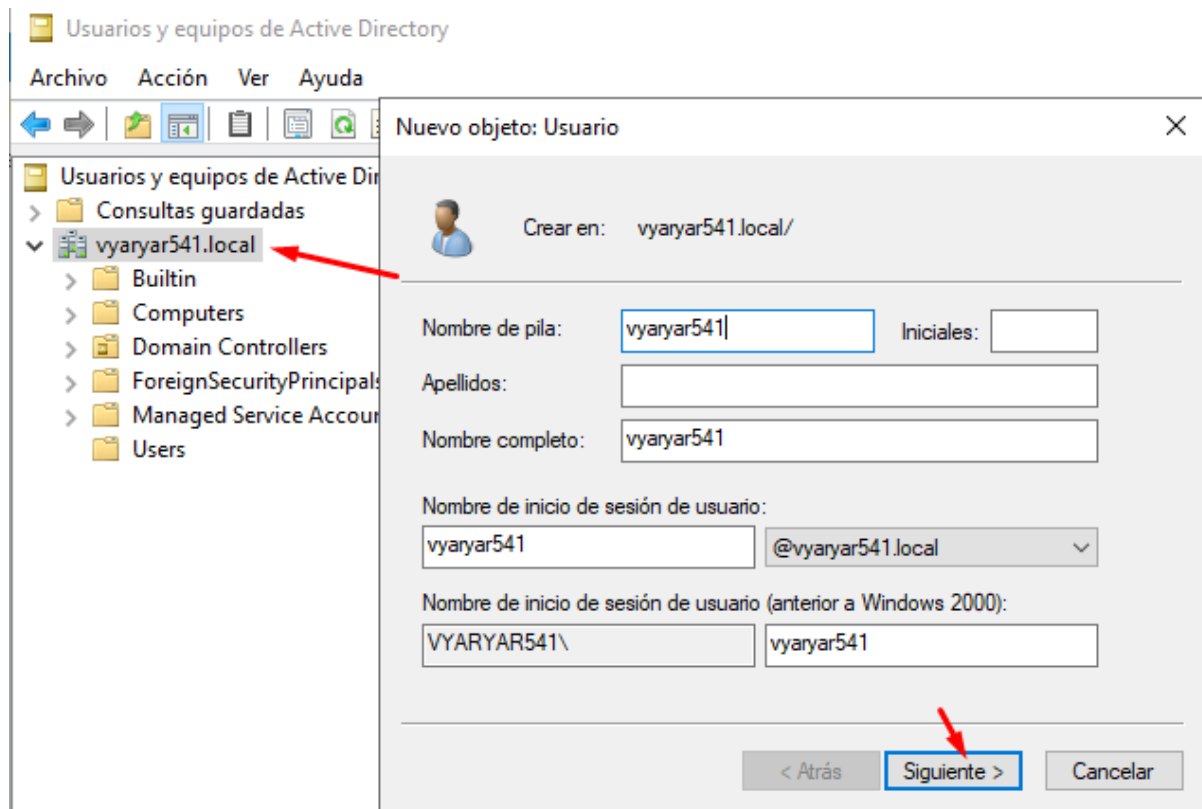 Usuarios y equipos de Active Directory
Archivo Acción Ver Ayuda
Usuarios y equipos de Active Dir
Consultas guardadas
vyaryar541.local
Builtin
Computers
Domain Controllers
ForeignSecurityPrincipals
Managed Service Accoun
Users
Nuevo objeto: Usuario
Crear en: vyaryar541.local/
Nombre de pila: vyaryar541 Iniciales:
Apellidos:
Nombre completo: vyaryar541
Nombre de inicio de sesión de usuario:
vyaryar541 @vyaryar541.local
Nombre de inicio de sesión de usuario (anterior a Windows 2000):
VYARYAR541\ vyaryar541
< Atrás Siguiente > Cancelar